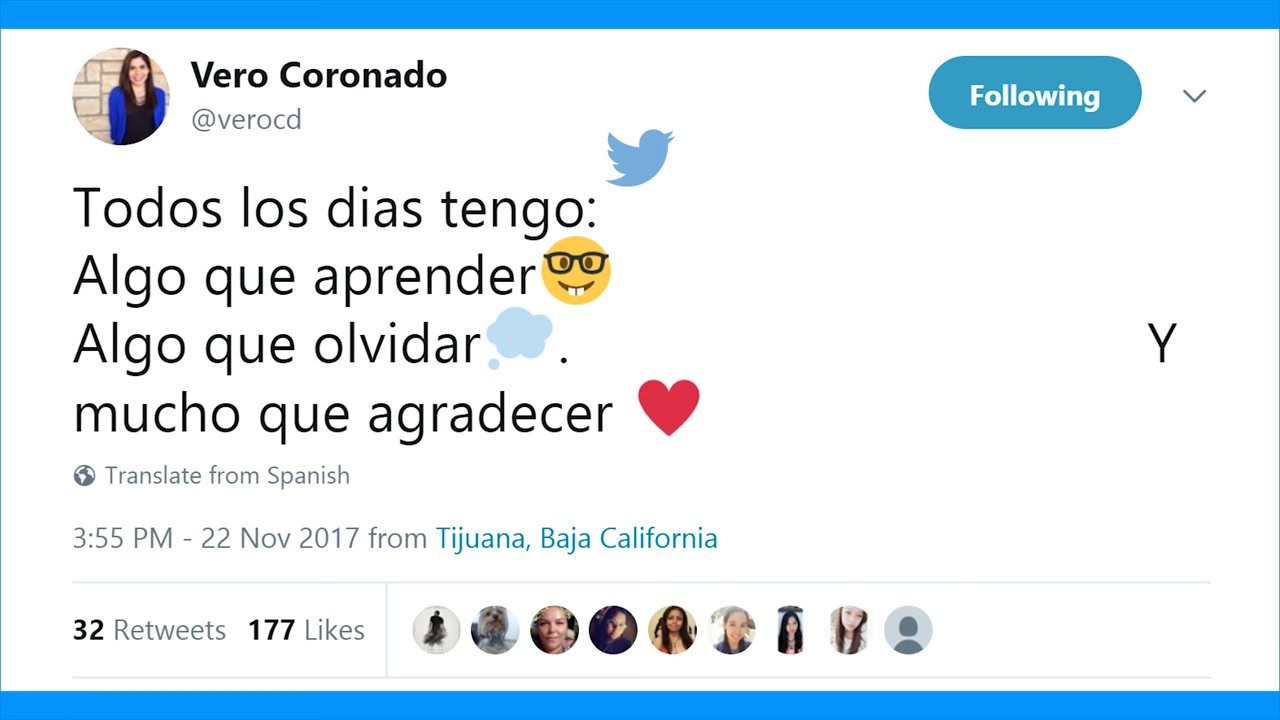 Vero Coronado
@verocd
Following
Todos los dias tengo:
Algo que aprender🤓
Algo que olvidar💭. Y
mucho que agradecer ❤️
Translate from Spanish
3:55 PM - 22 Nov 2017 from Tijuana, Baja California
32 Retweets 177 Likes